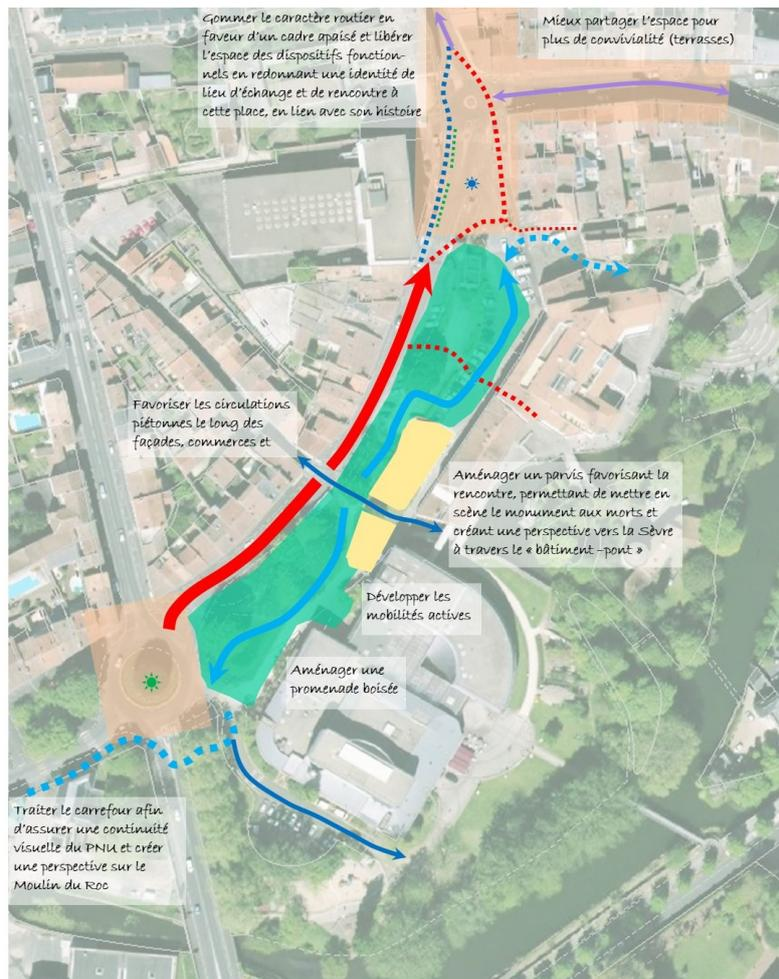 Gommer le caractère routier en
faveur d'un cadre apaisé et libérer
l'espace des dispositifs fonction-
nels en redonnant une identité de
lieu d'échange et de rencontre à
cette place, en lien avec son histoire
Mieux partager l'espace pour
plus de convivialité (terrasses)
Favoriser les circulations
piétonnes le long des
façades, commerces et
Aménager un parvis favorisant la
rencontre, permettant de mettre en
scène le monument aux morts et
créant une perspective vers la Sèvre
à travers le « bâtiment –pont »
Développer les
mobilités actives
Aménager une
promenade boisée
Traiter le carrefour afin
d'assurer une continuité
visuelle du PNU et créer
une perspective sur le
Moulin du Roc